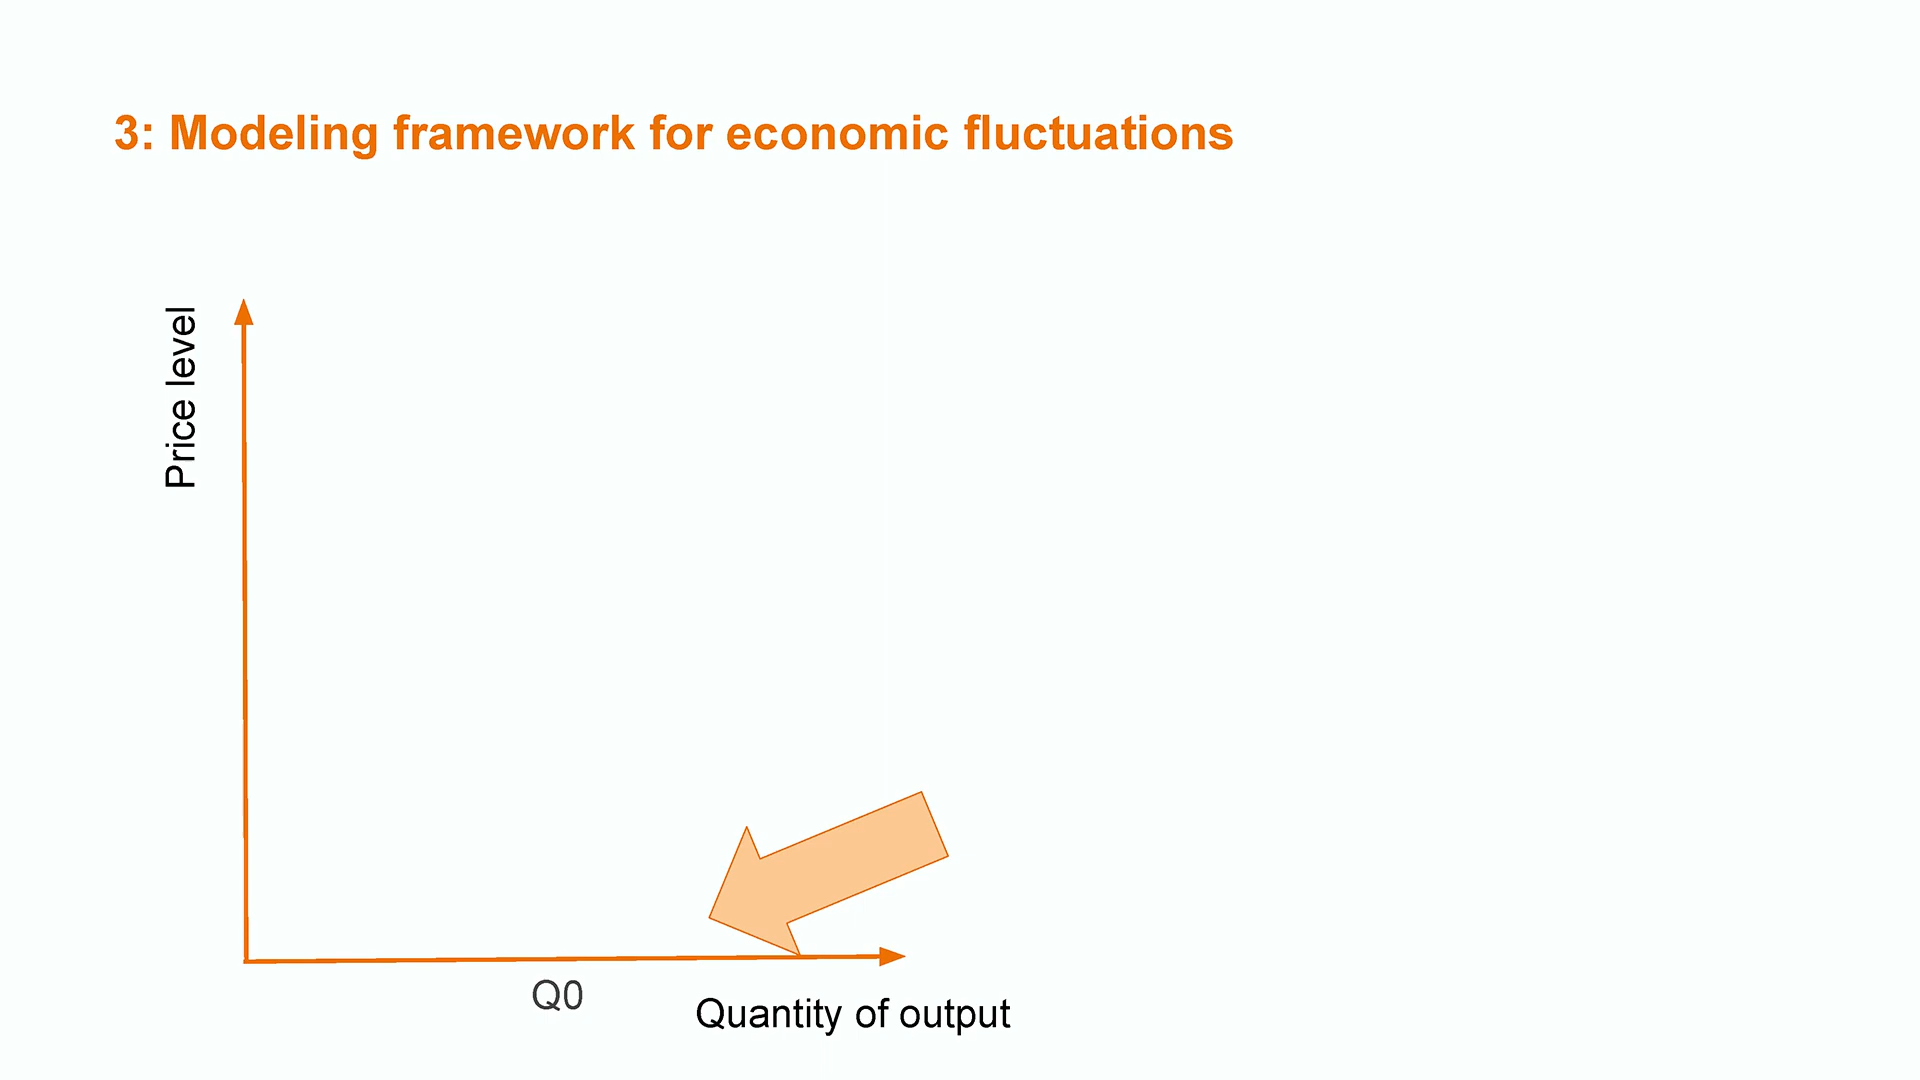 3: Modeling framework for economic fluctuations
Price level
Q0
Quantity of output